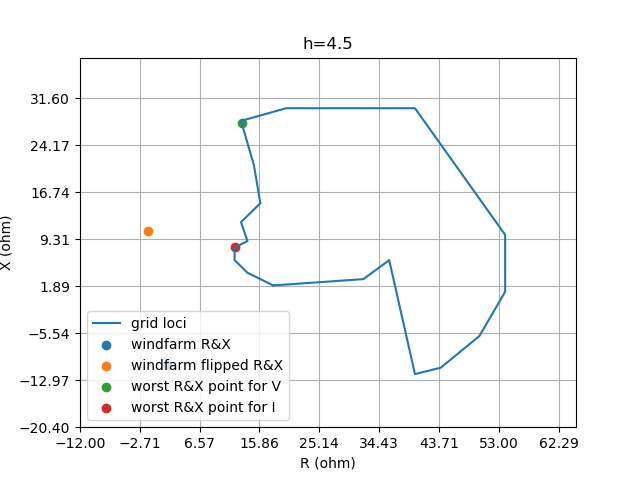 h=4.5
31.60
24.17
16.74
9.31
1.89
−5.54
−12.97
−20.40
X (ohm)
grid loci
windfarm R&X
windfarm flipped R&X
worst R&X point for V
worst R&X point for I
−12.00 −2.71 6.57 15.86 25.14 34.43 43.71 53.00 62.29
R (ohm)